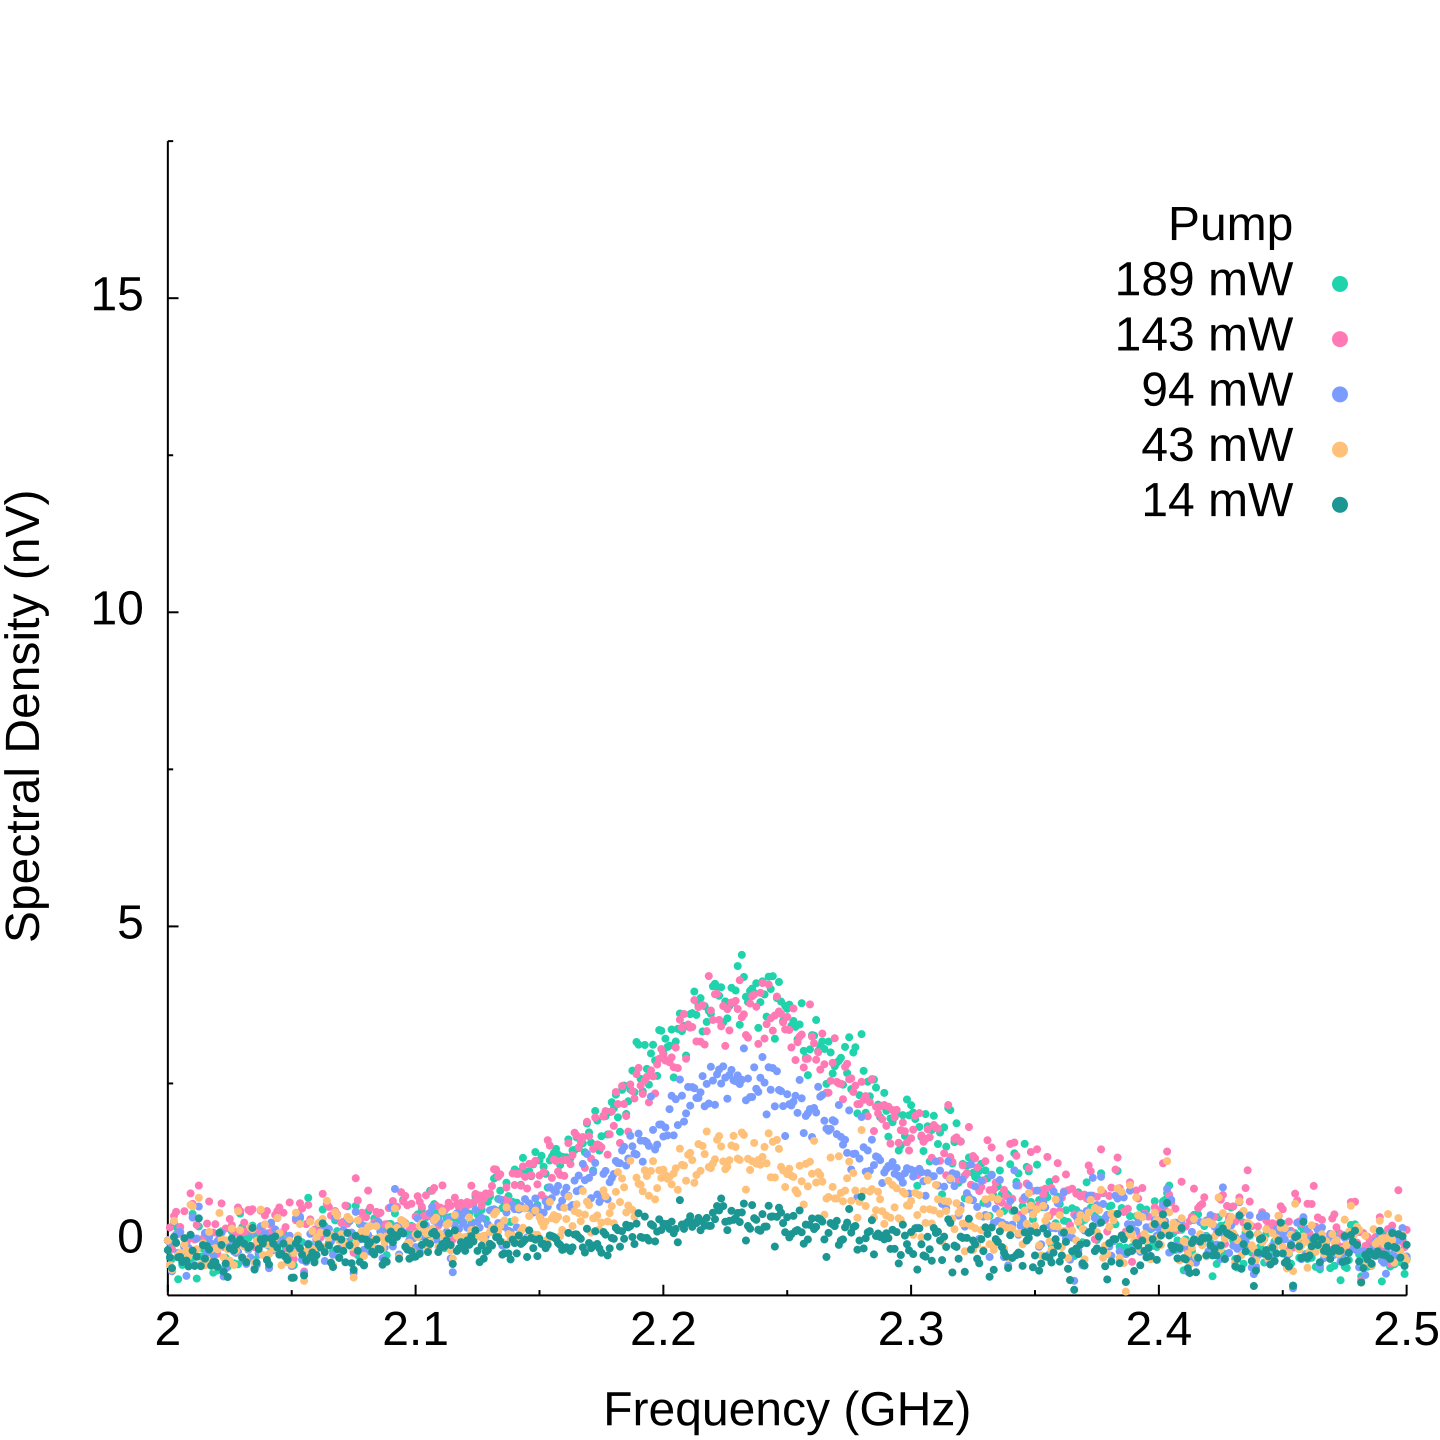 Pump
189 mW
143 mW
94 mW
43 mW
14 mW
15
10
5
0
Spectral Density (nV)
2 2.1 2.2 2.3 2.4 2.5
Frequency (GHz)